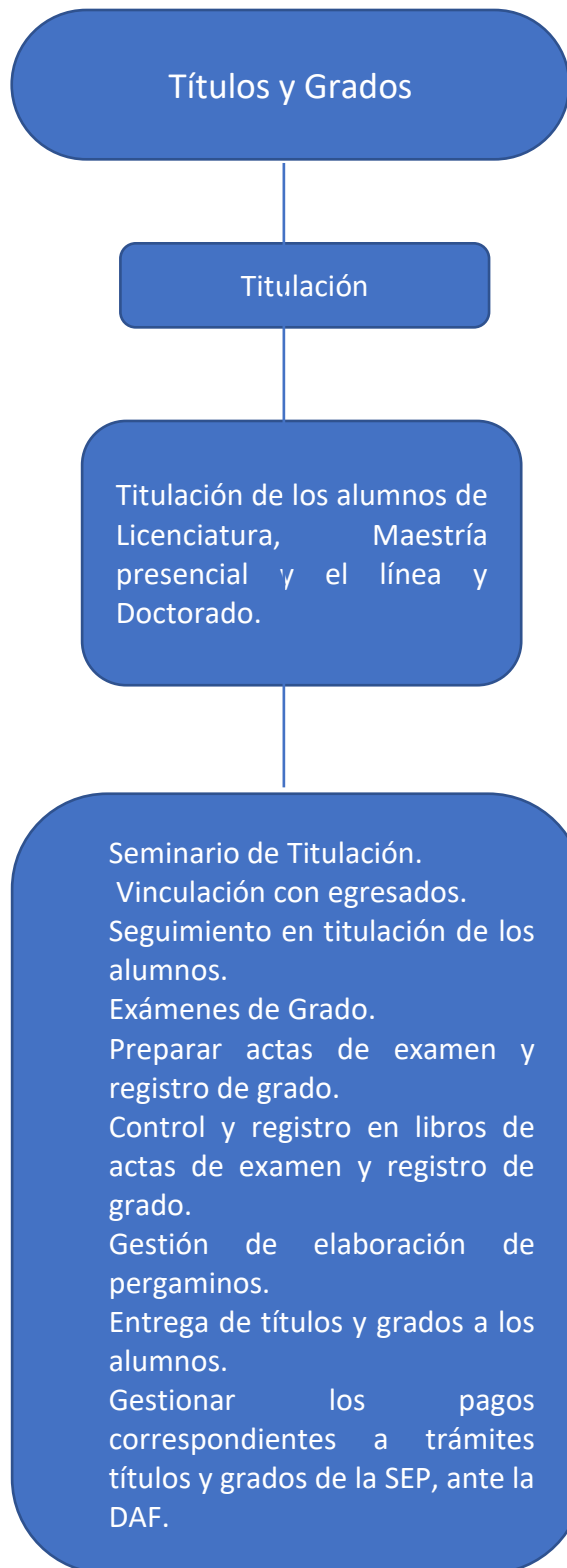 Títulos y Grados
Titulación
Titulación de los alumnos de
Licenciatura, Maestría
presencial y el línea y
Doctorado.
Seminario de Titulación.
Vinculación con egresados.
Seguimiento en titulación de los
alumnos.
Exámenes de Grado.
Preparar actas de examen y
registro de grado.
Control y registro en libros de
actas de examen y registro de
grado.
Gestión de elaboración de
pergaminos.
Entrega de títulos y grados a los
alumnos.
Gestionar los pagos
correspondientes a trámites
títulos y grados de la SEP, ante la
DAF.